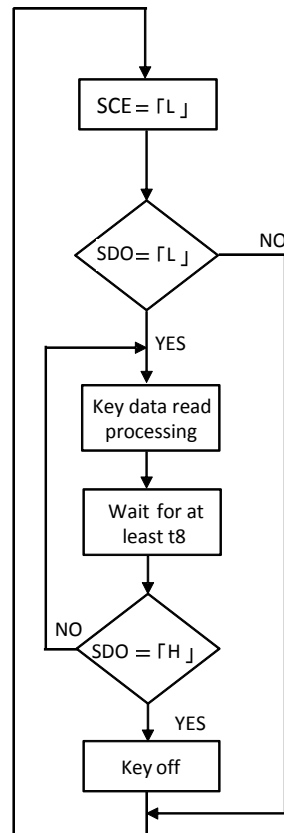 SCE=「L」
SDO=「L」
NO
YES
Key data read
processing
Wait for at
least t8
NO
SDO =「H」
YES
Key off